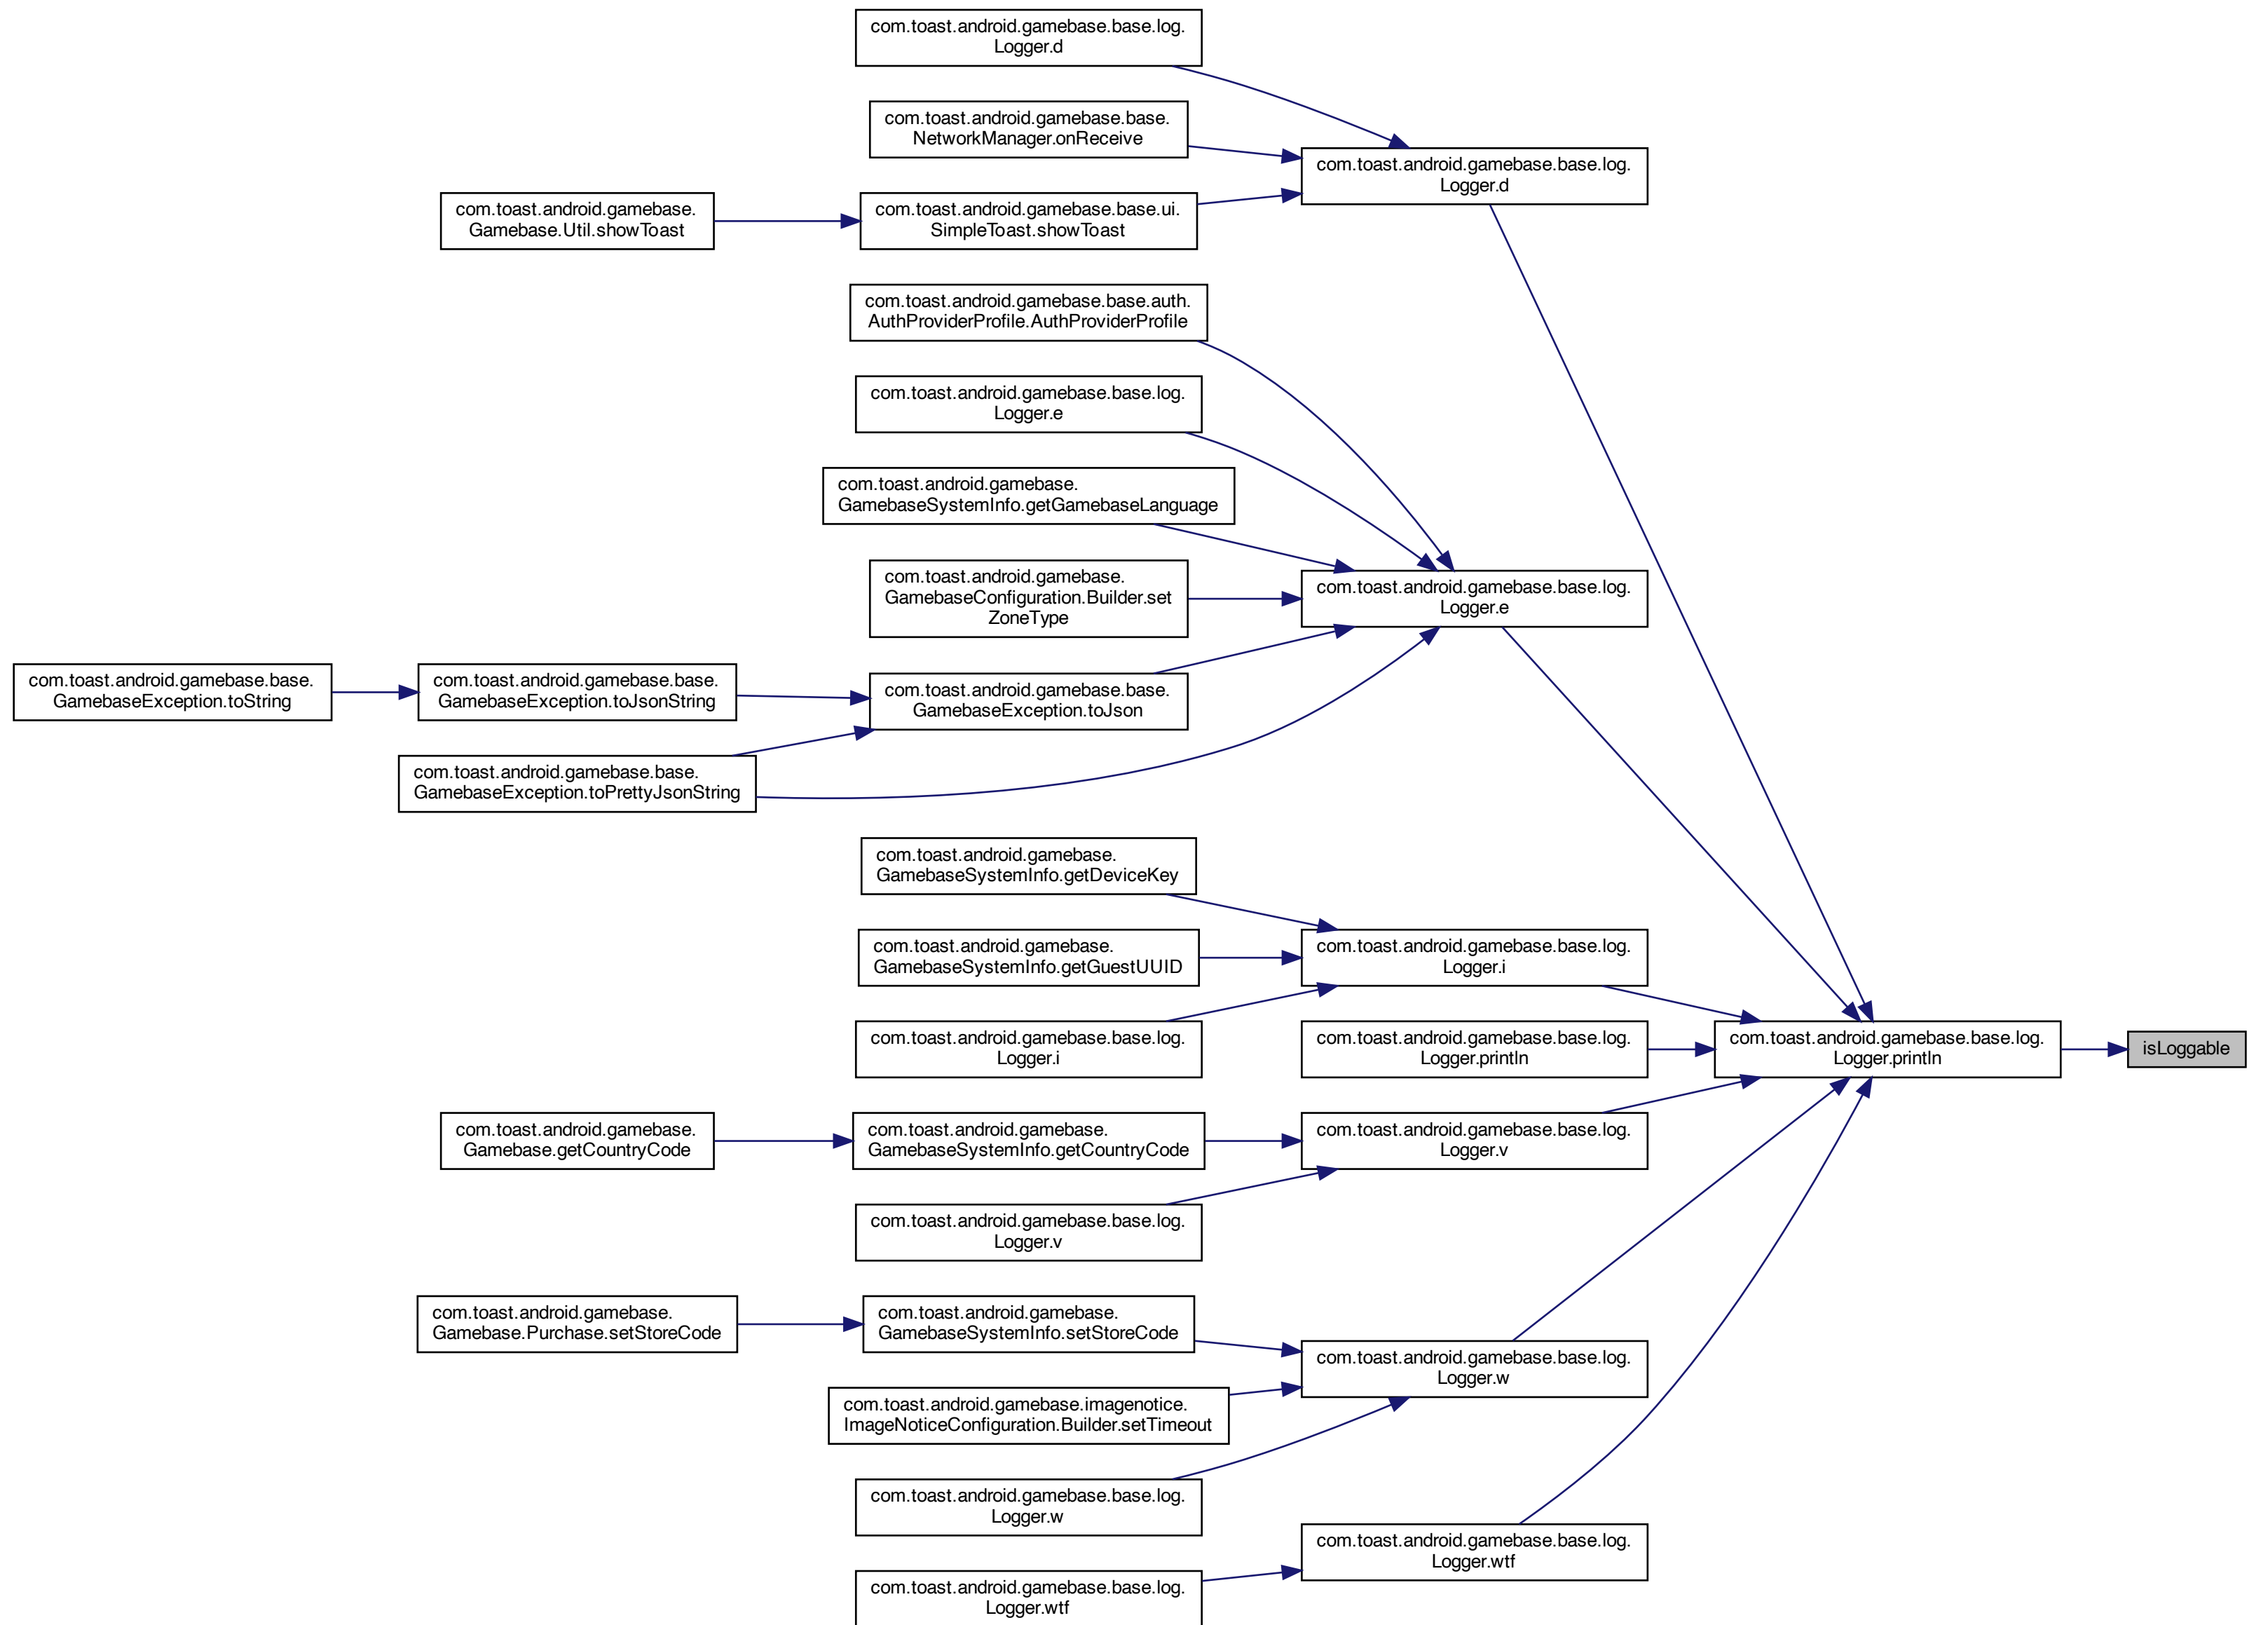 com.toast.android.gamebase.base.log.
Logger.d
com.toast.android.gamebase.base.
NetworkManager.onReceive
com.toast.android.gamebase.base.log.
Logger.d
com.toast.android.gamebase.
Gamebase.Util.showToast
com.toast.android.gamebase.base.ui.
SimpleToast.showToast
com.toast.android.gamebase.base.auth.
AuthProviderProfile.AuthProviderProfile
com.toast.android.gamebase.base.log.
Logger.e
com.toast.android.gamebase.
GamebaseSystemInfo.getGamebaseLanguage
com.toast.android.gamebase.
GamebaseConfiguration.Builder.set
ZoneType
com.toast.android.gamebase.base.log.
Logger.e
com.toast.android.gamebase.base.
GamebaseException.toString
com.toast.android.gamebase.base.
GamebaseException.toJsonString
com.toast.android.gamebase.base.
GamebaseException.toJson
com.toast.android.gamebase.base.
GamebaseException.toPrettyJsonString
com.toast.android.gamebase.
GamebaseSystemInfo.getDeviceKey
com.toast.android.gamebase.
GamebaseSystemInfo.getGuestUUID
com.toast.android.gamebase.base.log.
Logger.i
com.toast.android.gamebase.base.log.
Logger.i
com.toast.android.gamebase.base.log.
Logger.println
com.toast.android.gamebase.base.log.
Logger.println
isLoggable
com.toast.android.gamebase.
Gamebase.getCountryCode
com.toast.android.gamebase.
GamebaseSystemInfo.getCountryCode
com.toast.android.gamebase.base.log.
Logger.v
com.toast.android.gamebase.base.log.
Logger.v
com.toast.android.gamebase.
Gamebase.Purchase.setStoreCode
com.toast.android.gamebase.
GamebaseSystemInfo.setStoreCode
com.toast.android.gamebase.base.log.
Logger.w
com.toast.android.gamebase.imagenotice.
ImageNoticeConfiguration.Builder.setTimeout
com.toast.android.gamebase.base.log.
Logger.w
com.toast.android.gamebase.base.log.
Logger.wtf
com.toast.android.gamebase.base.log.
Logger.wtf